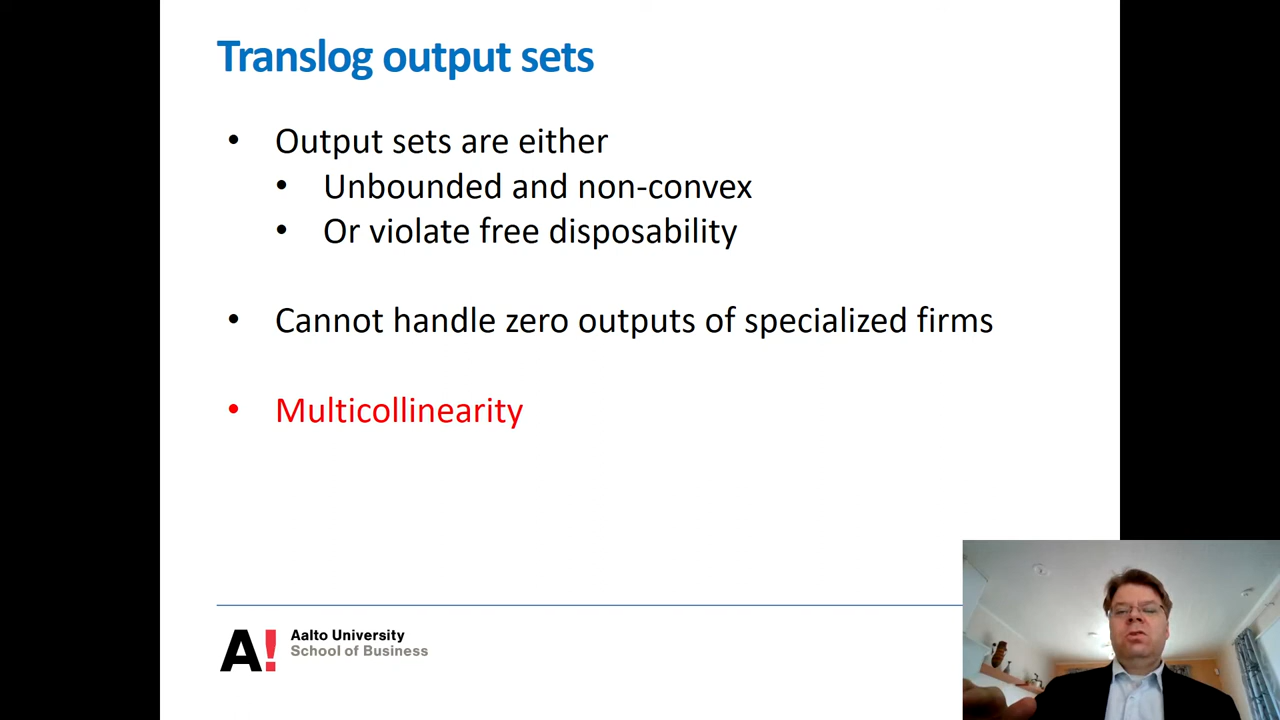 Translog output sets
• Output sets are either
• Unbounded and non-convex
• Or violate free disposability
• Cannot handle zero outputs of specialized firms
• Multicollinearity
A! Aalto University
School of Business